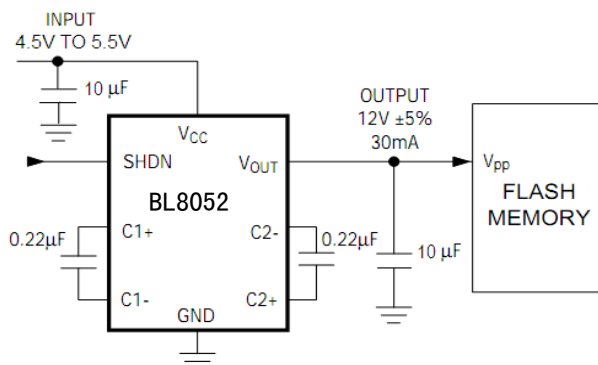 INPUT
4.5V TO 5.5V
10 μF
OUTPUT
12V ±5%
30mA
VCC
SHDN
VOUT
Vpp
BL8052
FLASH
MEMORY
0.22μF
C1+
C2-
0.22μF
10 μF
C1-
C2+
GND